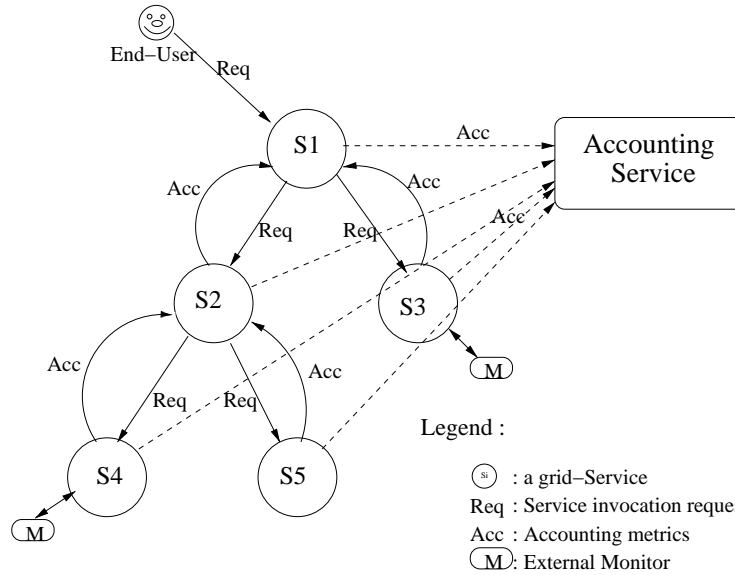 End−User
Req
S1
Acc
Accounting
Service
Acc
Acc
Acc
Req
Req
S2
S3
Acc
Acc
M
Req
Req
Legend :
S4
S5
Si : a grid−Service
Req : Service invocation reque
M
Acc : Accounting metrics
M : External Monitor